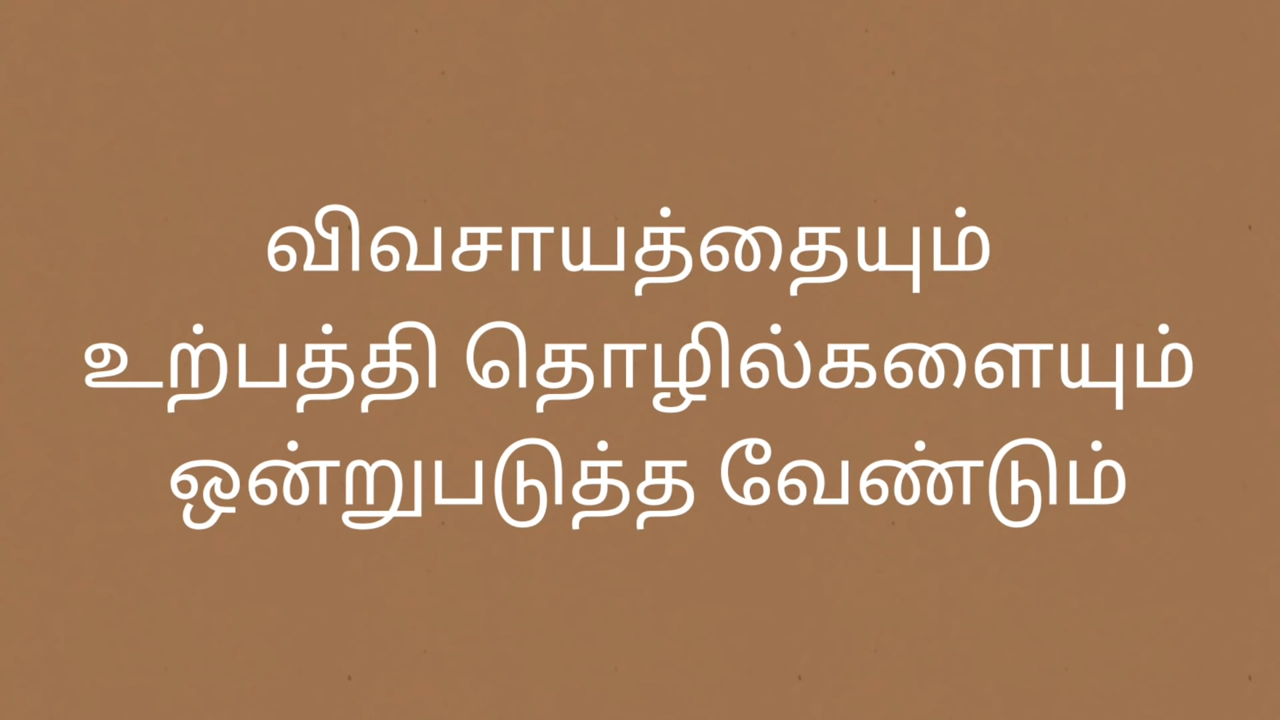 விவசாயத்தையும்
உற்பத்தி தொழில்களையும்
ஒன்றுபடுத்த வேண்டும்